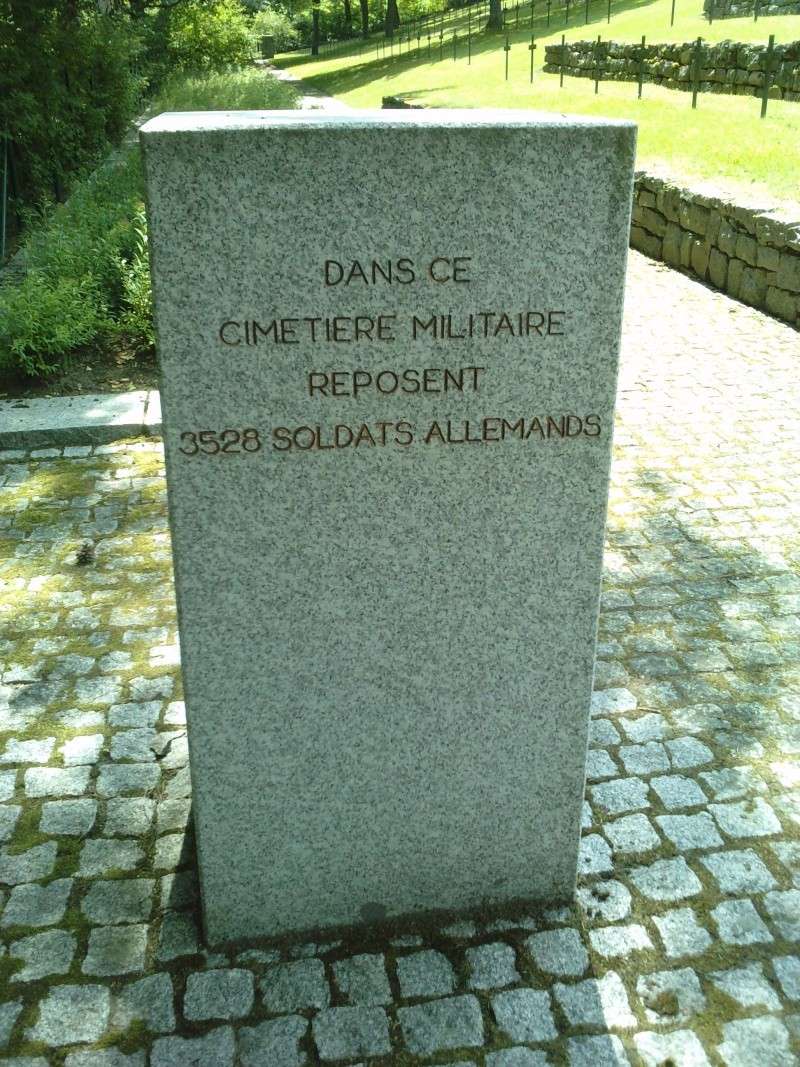 DANS CE
CIMETIERE MILITAIRE
REPOSENT
3528 SOLDATS ALLEMANDS